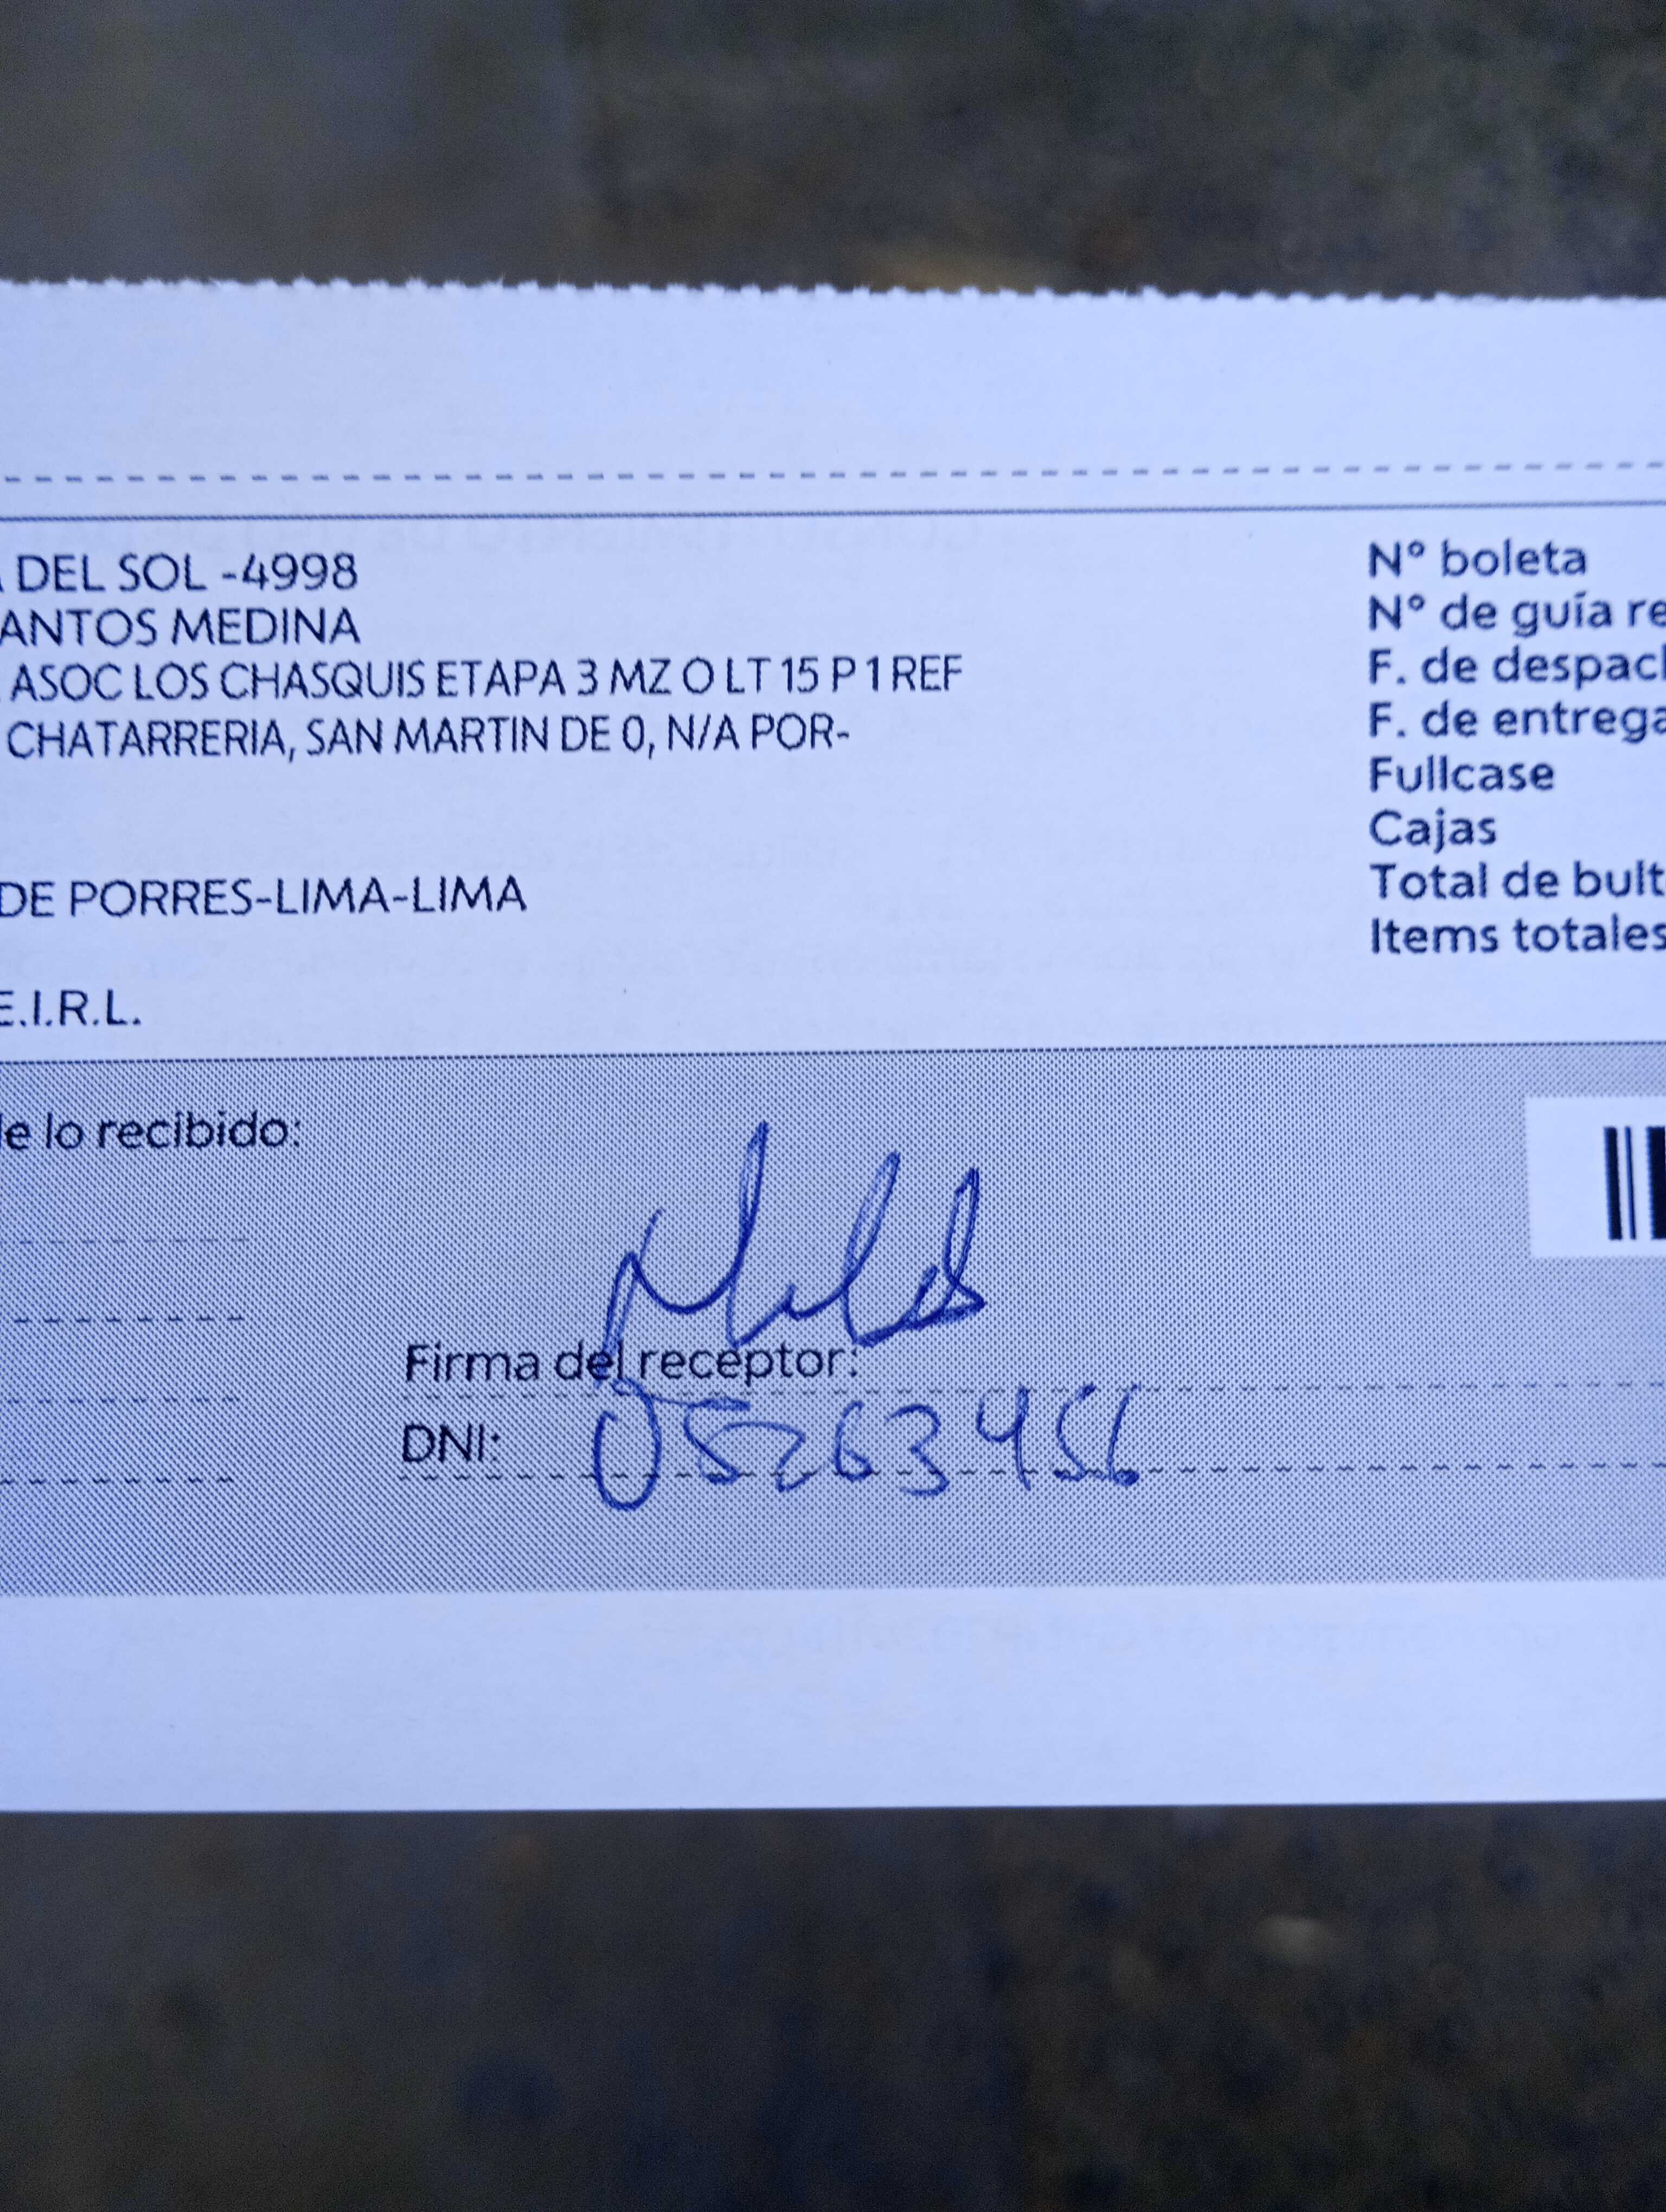 DEL SOL -4998
ANTOS MEDINA
ASOC LOS CHASQUIS ETAPA 3 MZ O LT 15 P 1 REF
CHATARRERIA, SAN MARTIN DE 0, N/A POR-
DE PORRES-LIMA-LIMA
E.I.R.L.
N° boleta
N° de guía re
F. de despach
F. de entrega
Fullcase
Cajas
Total de bult
Items totales
e lo recibido:
Firma del receptor:
DNI: 05263456